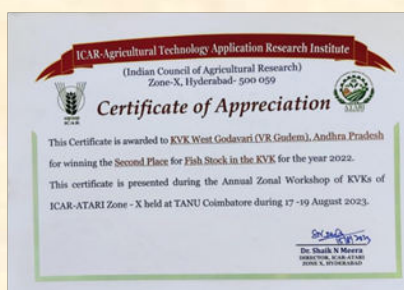 ICAR-Agricultural Technology Application Research Institute
(Indian Council of Agricultural Research)
Zone-X, Hyderabad- 500 059
ICAR
Certificate of Appreciation
ATARI
This Certificate is awarded to KVK West Godavari (VR Gudem), Andhra Pradesh
for winning the Second Place for Fish Stock in the KVK for the year 2022.
This certificate is presented during the Annual Zonal Workshop of KVKs of
ICAR-ATARI Zone - X held at TANU Coimbatore during 17 -19 August 2023.
Dr. Shaik N Meera
DIRECTOR, ICAR-ATARI
ZONE X, HYDERABAD